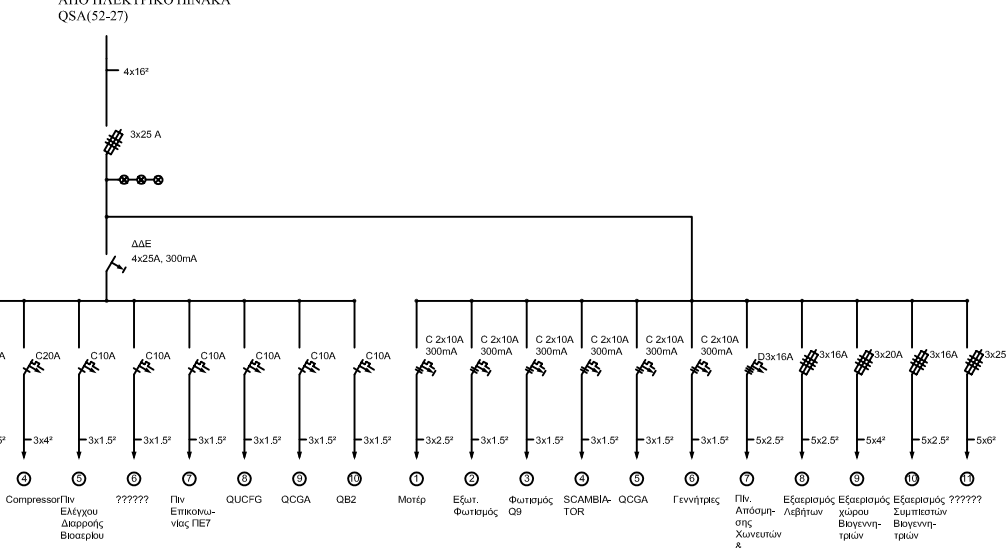 ΑΠΟ ΗΛΕΚΤΡΙΚΟ ΠΙΝΑΚΑ
QSA(52-27)
4x16²
3x25 A
ΔΔΕ
4x25A, 300mA
A
C20A
C10A
C10A
C10A
C10A
C10A
C10A
C 2x10A
300mA
C 2x10A
300mA
C 2x10A
300mA
C 2x10A
300mA
C 2x10A
300mA
C 2x10A
300mA
D3x16A
3x16A
3x20A
3x16A
3x25
3x4²
3x1.5²
3x1.5²
3x1.5²
3x1.5²
3x1.5²
3x1.5²
3x2.5²
3x1.5²
3x1.5²
3x1.5²
3x1.5²
3x1.5²
5x2.5²
5x2.5²
5x4²
5x2.5²
5x6²
4
5
6
7
8
9
10
1
2
3
4
5
6
7
8
9
10
11
Compressor
Πιν
Ελέγχου
Διαρροής
Βιοαερίου
??????
Πιν
Επικοινω-
νίας ΠΕ7
QUCFG
QCGA
QB2
Μοτέρ
Εξωτ.
Φωτισμός
Φωτισμός
Q9
SCAMBIA-
TOR
QCGA
Γεννήτριες
Πίν.
Απόσμη-
σης
Χωνευτών
&
Εξαερισμός
Λεβήτων
Εξαερισμός
χώρου
Βιογεννη-
τριών
Εξαερισμός
Συμπιεστών
Βιογεννη-
τριών
??????